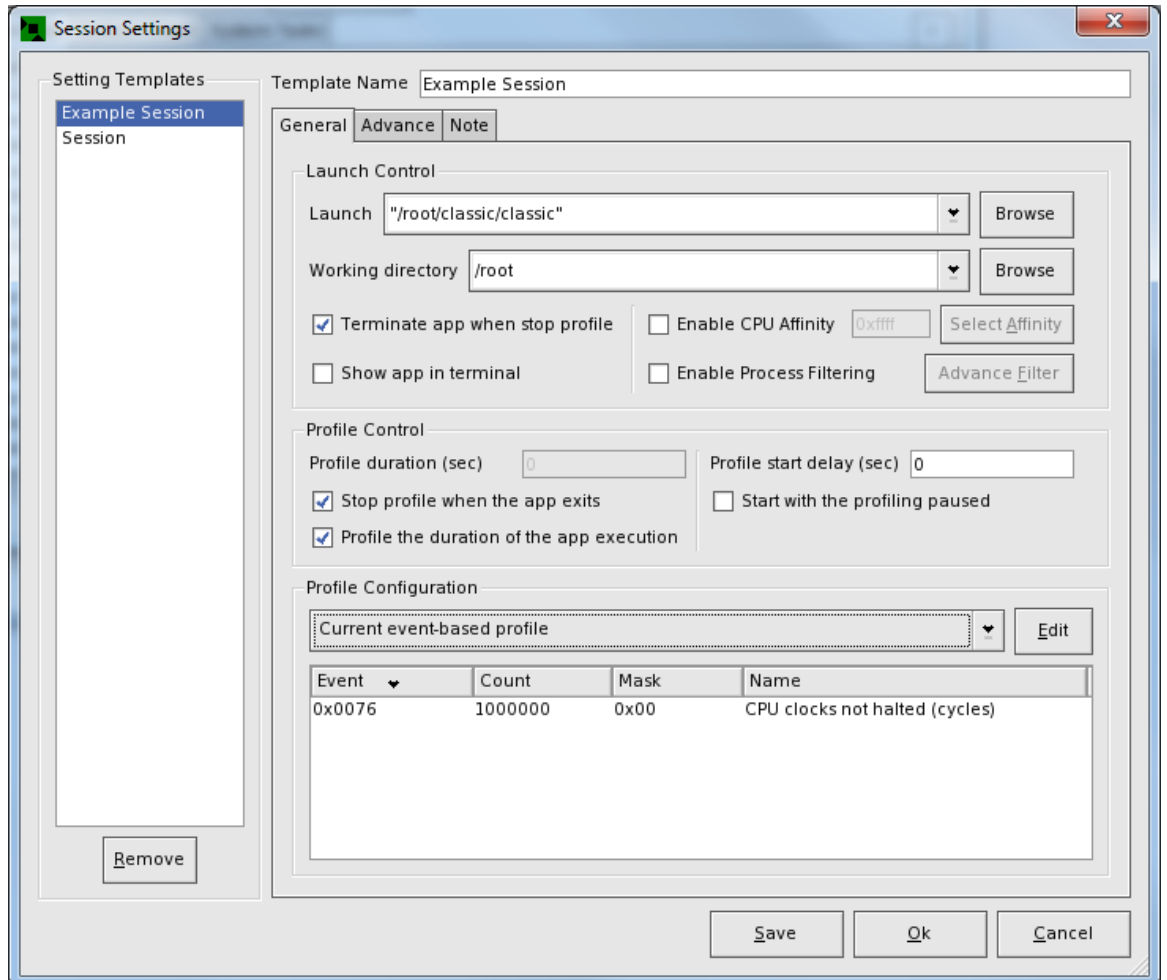 Session Settings
Setting Templates
Example Session
Session
Remove
Template Name Example Session
General Advance Note
Launch Control
Launch "/root/classic/classic" Browse
Working directory /root Browse
Terminate app when stop profile Enable CPU Affinity 0xffff Select Affinity
Show app in terminal Enable Process Filtering Advance Filter
Profile Control
Profile duration (sec) 0 Profile start delay (sec) 0
Stop profile when the app exits Start with the profiling paused
Profile the duration of the app execution
Profile Configuration
Current event-based profile Edit
Event Count Mask Name
0x0076 1000000 0x00 CPU clocks not halted (cycles)
Save Ok Cancel